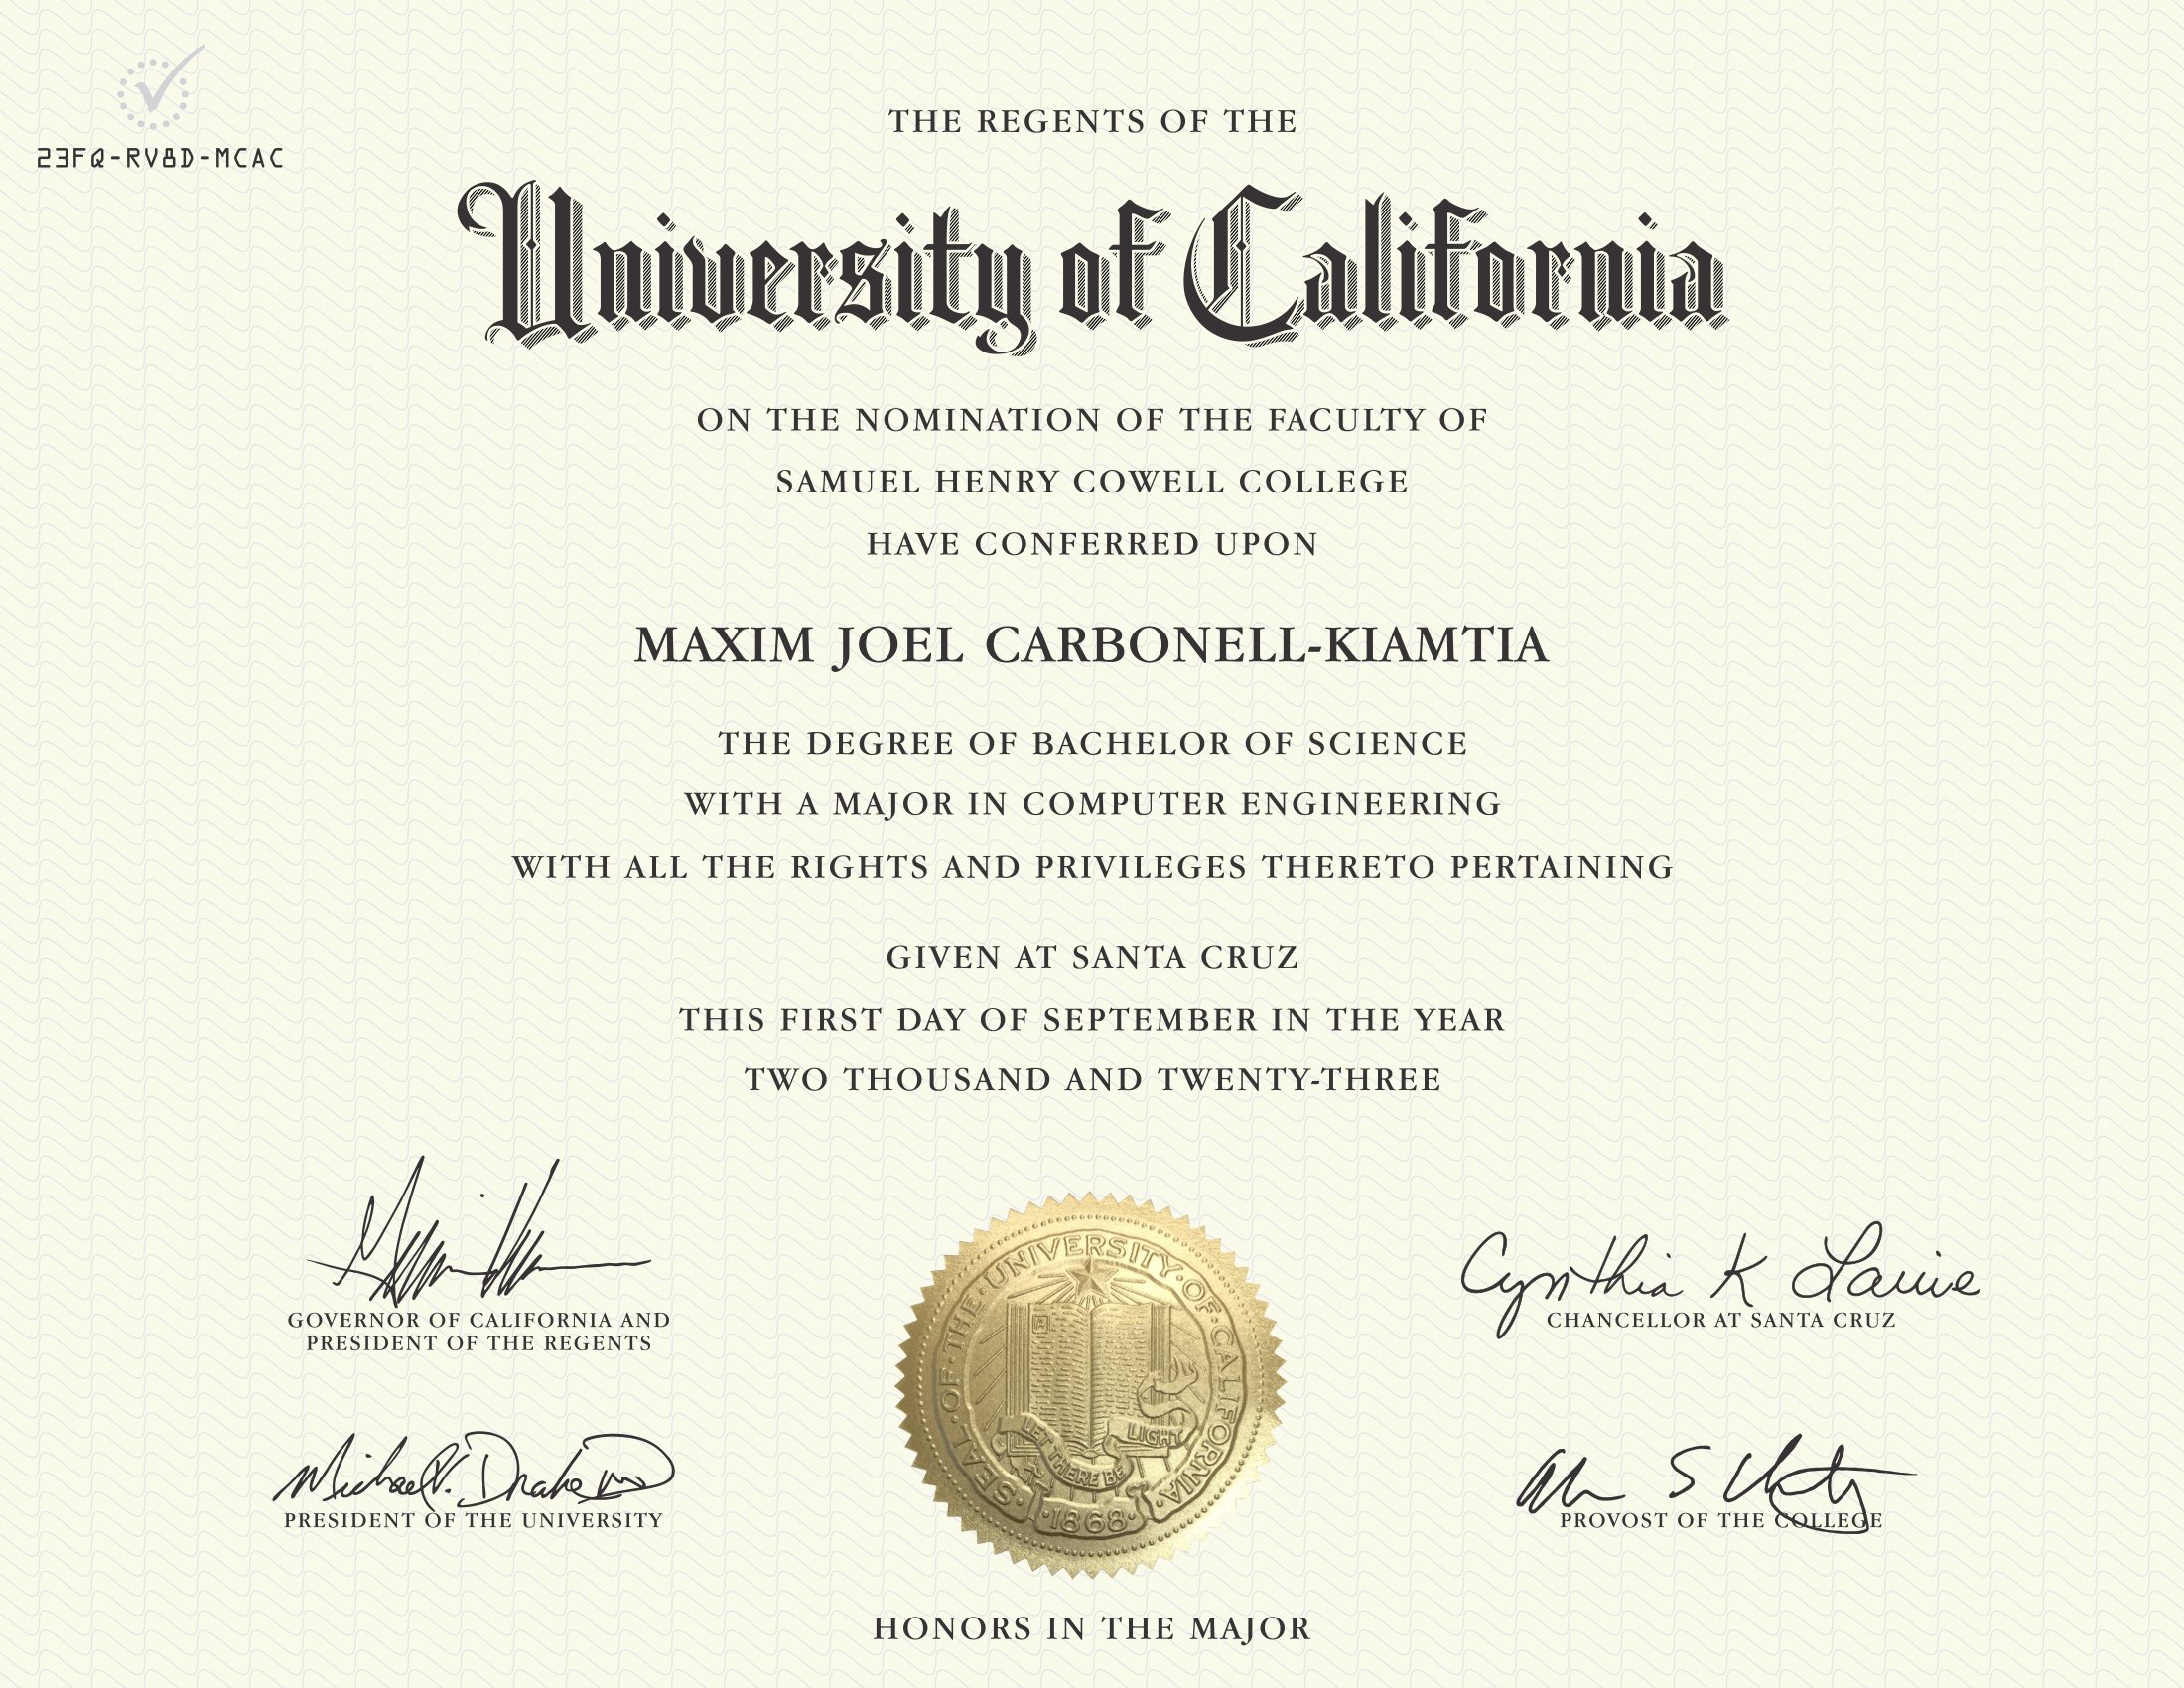 23FQ-RV8D-MCAC
THE REGENTS OF THE
University of California
ON THE NOMINATION OF THE FACULTY OF
SAMUEL HENRY COWELL COLLEGE
HAVE CONFERRED UPON
MAXIM JOEL CARBONELL-KIAMTIA
THE DEGREE OF BACHELOR OF SCIENCE
WITH A MAJOR IN COMPUTER ENGINEERING
WITH ALL THE RIGHTS AND PRIVILEGES THERETO PERTAINING
GIVEN AT SANTA CRUZ
THIS FIRST DAY OF SEPTEMBER IN THE YEAR
TWO THOUSAND AND TWENTY-THREE
GOVERNOR OF CALIFORNIA AND
PRESIDENT OF THE REGENTS
Michael V. Drake MD
PRESIDENT OF THE UNIVERSITY
SEAL·OF·THE·UNIVERSITY·OF·CALIFORNIA·
A
LET THERE BE LIGHT
·1868·
Cynthia K Larive
CHANCELLOR AT SANTA CRUZ
PROVOST OF THE COLLEGE
HONORS IN THE MAJOR